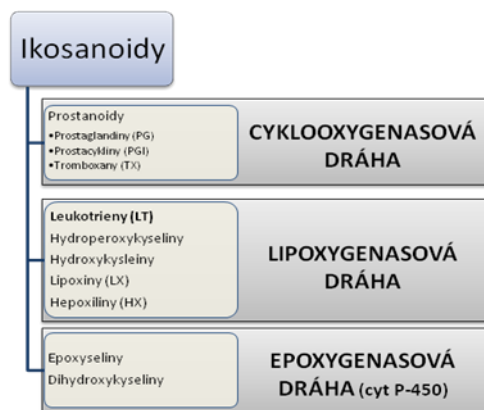 Ikosanoidy
Prostanoidy
•Prostaglandiny (PG)
•Prostacykliny (PGI)
•Tromboxany (TX)
CYKLOOXYGENASOVÁ
DRÁHA
Leukotrieny (LT)
Hydroperoxykyseliny
Hydroxykysleiny
Lipoxiny (LX)
Hepoxiliny (HX)
LIPOXYGENASOVÁ
DRÁHA
Epoxyseliny
Dihydroxykyseliny
EPOXYGENASOVÁ
DRÁHA (cyt P-450)